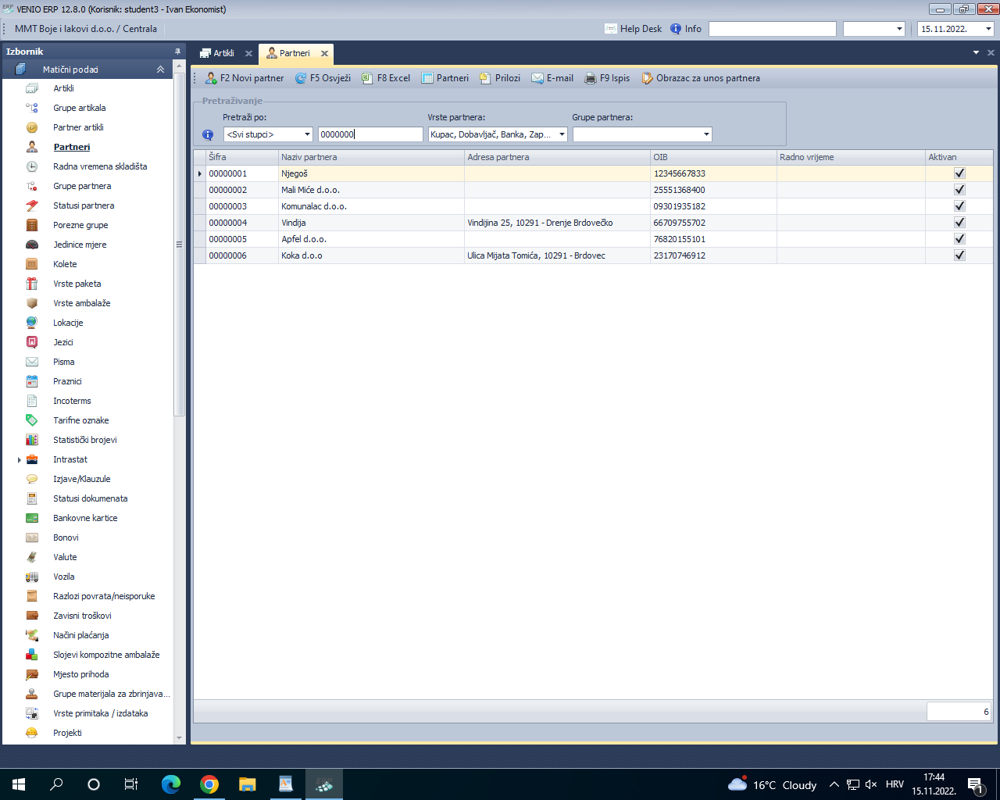 VENIO ERP 12.8.0 (Korisnik: student3 - Ivan Ekonomist)
MMT Boje i lakovi d.o.o. / Centrala
Help Desk
Info
15.11.2022.
Izbornik
Matični podaci
Artikli
Grupe artikala
Partner artikli
Partneri
Radna vremena skladišta
Grupe partnera
Statusi partnera
Porezne grupe
Jedinice mjere
Kolete
Vrste paketa
Vrste ambalaže
Lokacije
Jezici
Pisma
Praznici
Incoterms
Tarifne oznake
Statistički brojevi
Intrastat
Izjave/Klauzule
Statusi dokumenata
Bankovne kartice
Bonovi
Valute
Vozila
Razlozi povrata/neisporuke
Zavisni troškovi
Načini plaćanja
Slojevi kompozitne ambalaže
Mjesto prihoda
Grupe materijala za zbrinjava...
Vrste primitaka / izdataka
Projekti
Artikli
Partneri
F2 Novi partner
F5 Osvježi
F8 Excel
Partneri
Prilozi
E-mail
F9 Ispis
Obrazac za unos partnera
Pretraživanje
Pretraži po:
Vrste partnera:
Grupe partnera:
<Svi stupci>
0000000
Kupac, Dobavljač, Banka, Zap...
Šifra Naziv partnera Adresa partnera OIB Radno vrijeme Aktivan
00000001 Njegoš 12345667833
00000002 Mali Miće d.o.o. 25551368400
00000003 Komunalac d.o.o. 09301935182
00000004 Vindija Vindijina 25, 10291 - Drenje Brdovečko 66709755702
00000005 Apfel d.o.o. 76820155101
00000006 Koka d.o.o Ulica Mijata Tomića, 10291 - Brdovec 23170746912
6
16°C Cloudy
HRV
17:44
15.11.2022.
1